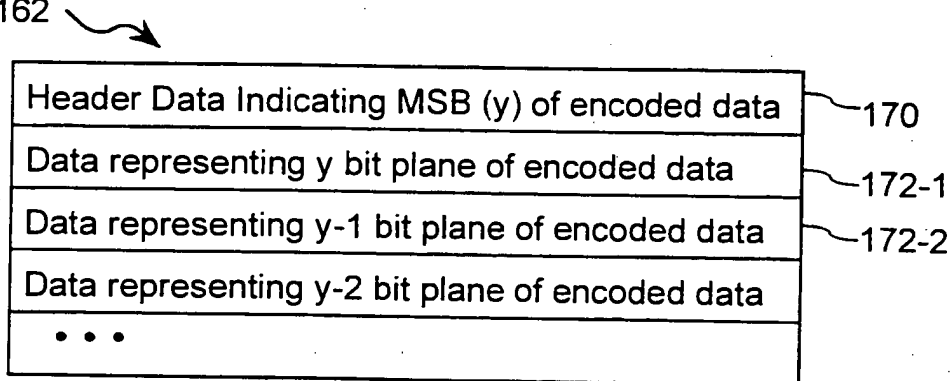 162
Header Data Indicating MSB (y) of encoded data
170
Data representing y bit plane of encoded data
172-1
Data representing y-1 bit plane of encoded data
172-2
Data representing y-2 bit plane of encoded data
• • •